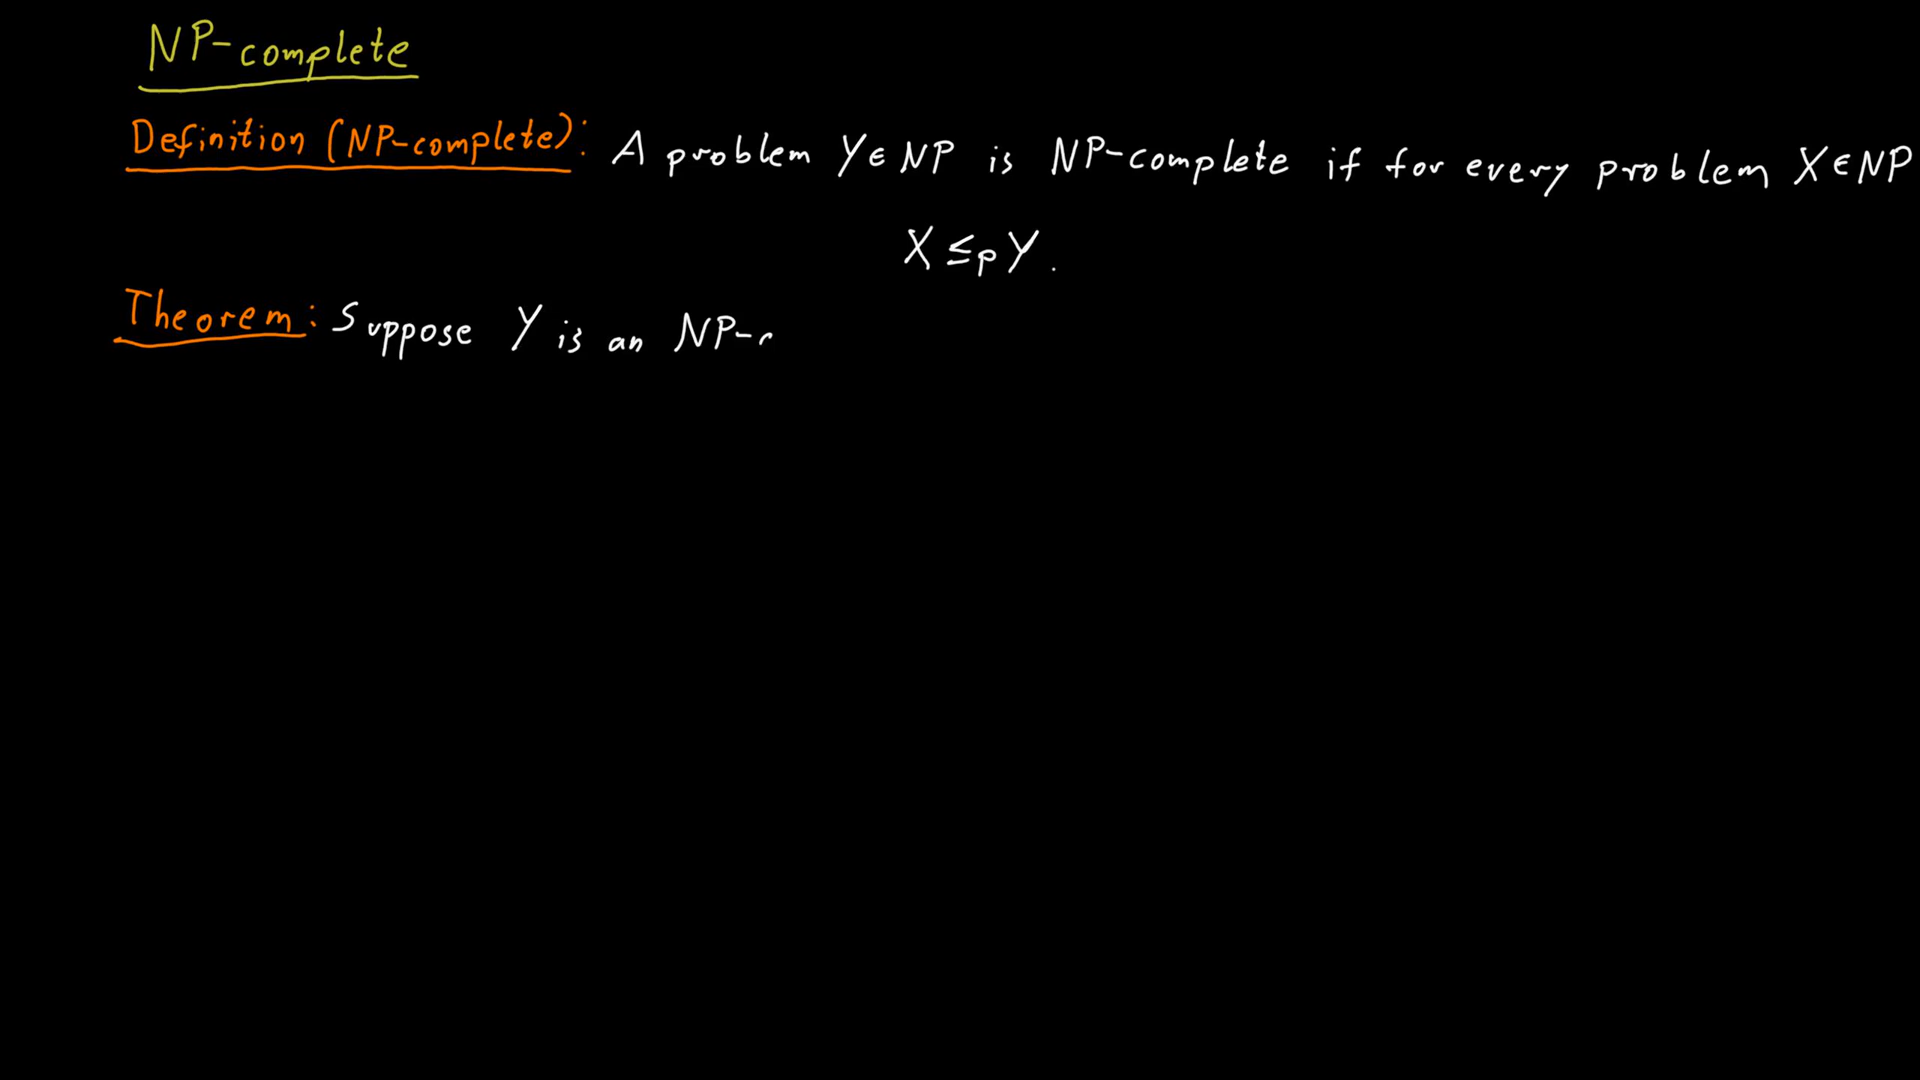 NP-complete
Definition (NP-complete): A problem Y∈NP is NP-complete if for every problem X∈NP
X ≤p Y.
Theorem: Suppose Y is an NP-